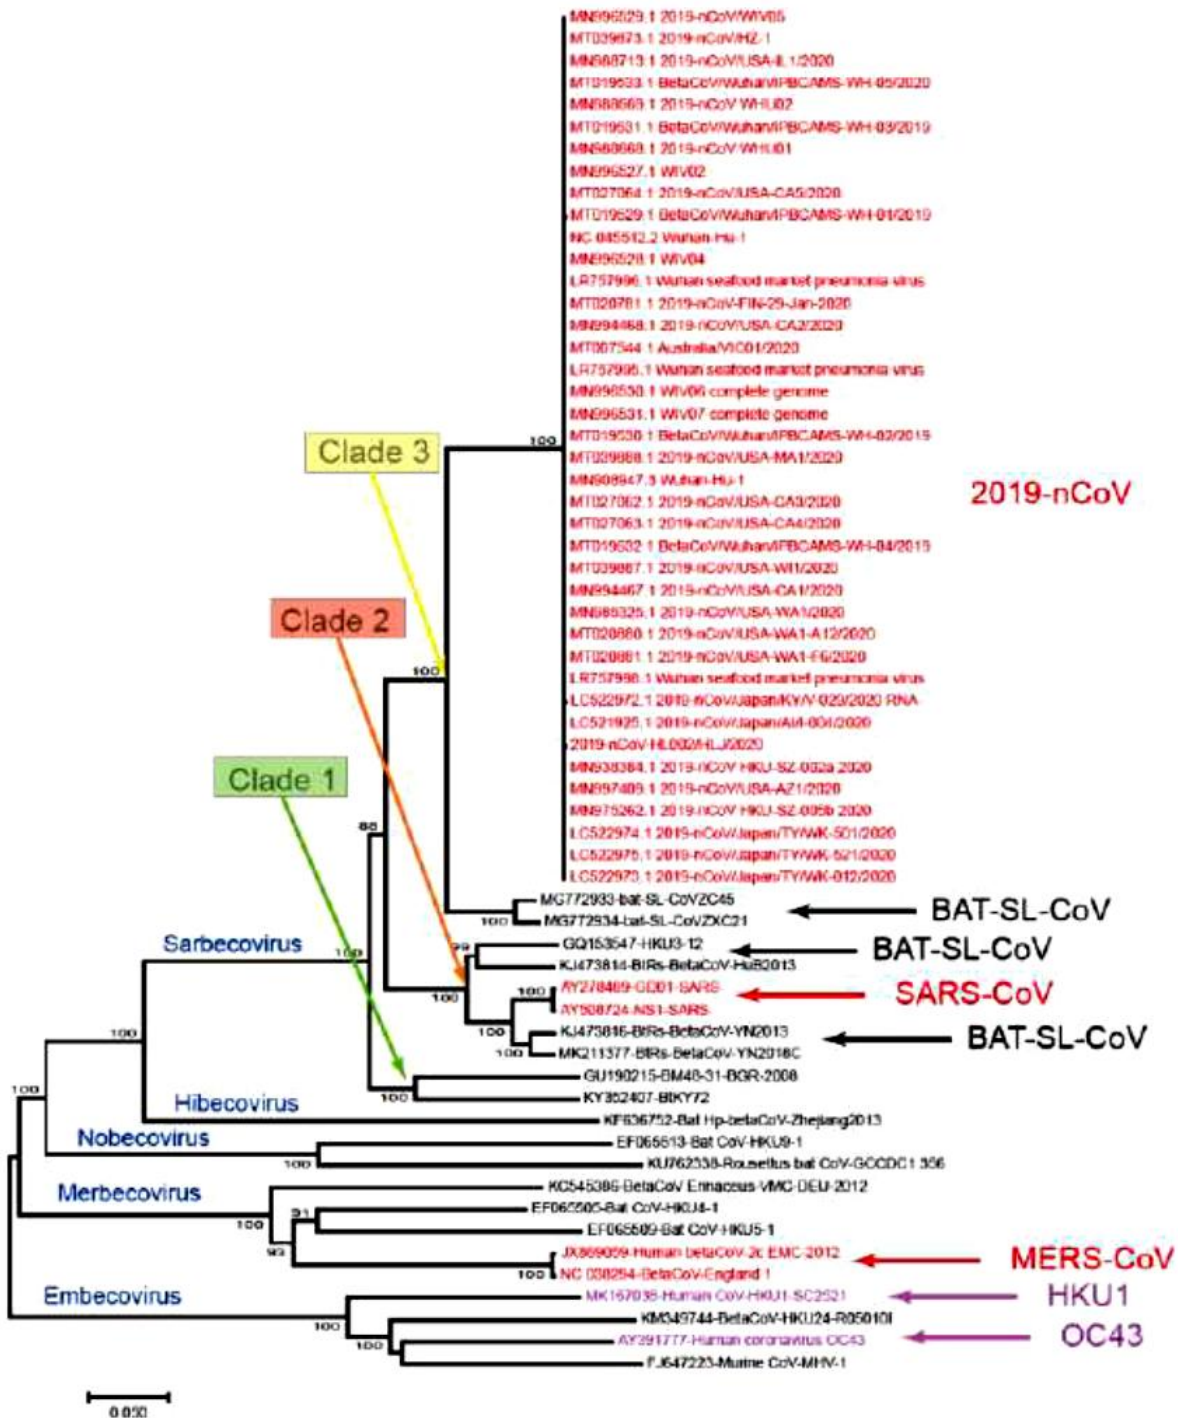 MN996529.1 2019-nCoV/WIV05
MT039873.1 2019-nCoV/HZ-1
MN988713.1 2019-nCoV/USA-IL1/2020
MT019533.1 BetaCoV/Wuhan/IPBCAMS-WH-05/2020
MN988669.1 2019-nCoV WHU02
MT019531.1 BetaCoV/Wuhan/IPBCAMS-WH-03/2019
MN988668.1 2019-nCoV WHU01
MN996527.1 WIV02
MT027064.1 2019-nCoV/USA-CA5/2020
MT019529.1 BetaCoV/Wuhan/IPBCAMS-WH-01/2019
NC 045512.2 Wuhan-Hu-1
MN996528.1 WIV04
LR757996.1 Wuhan seafood market pneumonia virus
MT020781.1 2019-nCoV-FIN-29-Jan-2020
MN994468.1 2019-nCoV/USA-CA2/2020
MT007544.1 Australia/VIC01/2020
LR757995.1 Wuhan seafood market pneumonia virus
MN996530.1 WIV06 complete genome
MN996531.1 WIV07 complete genome
MT019530.1 BetaCoV/Wuhan/IPBCAMS-WH-02/2019
100
Clade 3
MT039888.1 2019-nCoV/USA-MA1/2020
MN908947.3 Wuhan-Hu-1
2019-nCoV
MT027062.1 2019-nCoV/USA-CA3/2020
MT027063.1 2019-nCoV/USA-CA4/2020
MT019532.1 BetaCoV/Wuhan/IPBCAMS-WH-04/2019
MT039887.1 2019-nCoV/USA-WI1/2020
MN994467.1 2019-nCoV/USA-CA1/2020
MN985325.1 2019-nCoV/USA-WA1/2020
Clade 2
MT020880.1 2019-nCoV/USA-WA1-A12/2020
MT020881.1 2019-nCoV/USA-WA1-F6/2020
100
LR757998.1 Wuhan seafood market pneumonia virus
LC522972.1 2019-nCoV/Japan/KY/V-029/2020 RNA
LC521925.1 2019-nCoV/Japan/AI/I-004/2020
2019-nCoV-HL002/HLJ/2020
MN938384.1 2019-nCoV HKU-SZ-002a 2020
Clade 1
MN997409.1 2019-nCoV/USA-AZ1/2020
MN975262.1 2019-nCoV HKU-SZ-005b 2020
LC522974.1 2019-nCoV/Japan/TY/WK-501/2020
LC522975.1 2019-nCoV/Japan/TY/WK-521/2020
LC522973.1 2019-nCoV/Japan/TY/WK-012/2020
MG772933-bat-SL-CoVZC45
100
MG772934-bat-SL-CoVZXC21
BAT-SL-CoV
Sarbecovirus
100
99
GQ153547-HKU3-12
BAT-SL-CoV
KJ473814-BtRs-BetaCoV-HuB2013
100
100
AY278489-GD01-SARS
AY508724-NS1-SARS
SARS-CoV
100
100
KJ473816-BtRs-BetaCoV-YN2013
100
MK211377-BtRs-BetaCoV-YN2018C
BAT-SL-CoV
GU190215-BM48-31-BGR-2008
100
KY352407-BtKY72
100
Hibecovirus
KF636752-Bat Hp-betaCoV-Zhejiang2013
Nobecovirus
EF065513-Bat CoV-HKU9-1
100
KU762338-Rousettus bat CoV-GCCDC1 356
Merbecovirus
KC545386-BetaCoV Erinaceus-VMC-DEU-2012
100
91
EF065505-Bat CoV-HKU4-1
EF065509-Bat CoV-HKU5-1
93
JX869059-Human betaCoV-2c EMC-2012
100
NC 038294-BetaCoV-England 1
MERS-CoV
Embecovirus
MK167038-Human CoV-HKU1-SC2521
HKU1
100
KM349744-BetaCoV-HKU24-R05010I
100
AY391777-Human coronavirus OC43
OC43
FJ647223-Murine CoV-MHV-1
0.050